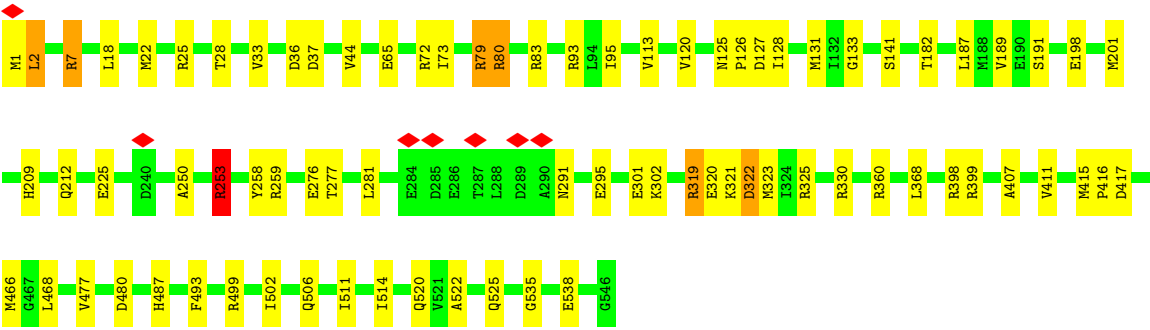 M1 L2 R7 L18 M22 R25 T28 V33 D36 D37 V44 E65 R72 I73 R79 R80 R83 R93 L94 I95 V113 V120 N125 P126 D127 I128 M131 I132 G133 S141 T182 L187 M188 V189 E190 S191 E198 M201
H209 Q212 E225 D240 A250 R253 Y258 R259 E276 T277 L281 E284 D285 E286 T287 L288 D289 A290 N291 E295 E301 K302 R319 E320 K321 D322 M323 I324 R325 R330 R360 L368 R398 R399 A407 V411 M415 P416 D417
M466 G467 L468 V477 D480 H487 F493 R499 I502 Q506 I511 I514 Q520 V521 A522 Q525 G535 E538 G546